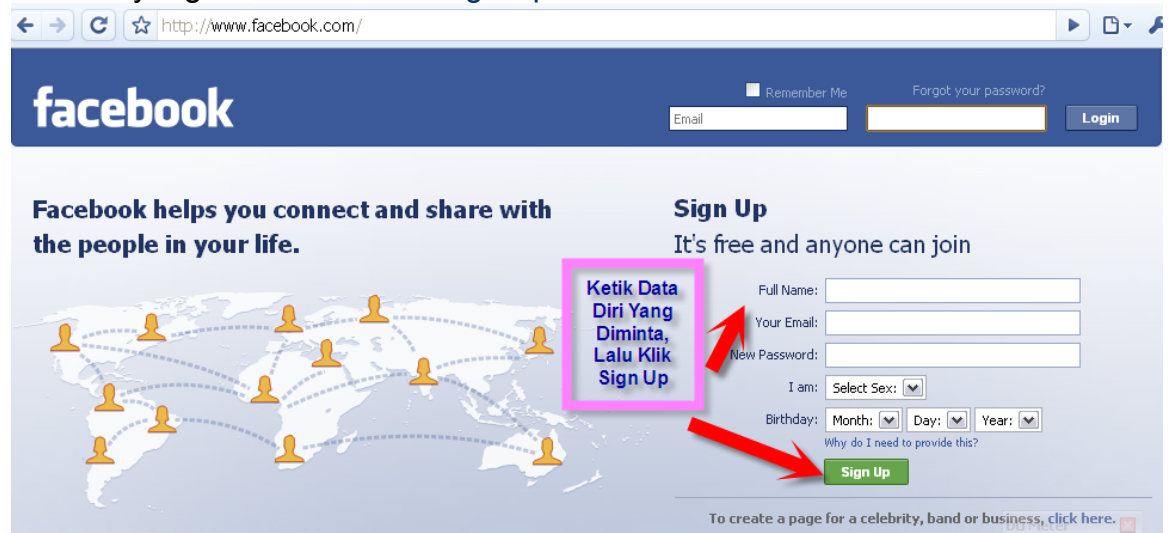 http://www.facebook.com/
facebook
Remember Me
Forgot your password?
Email
Login
Facebook helps you connect and share with
the people in your life.
Sign Up
It's free and anyone can join
Ketik Data
Diri Yang
Diminta,
Lalu Klik
Sign Up
Full Name:
Your Email:
New Password:
I am: Select Sex:
Birthday: Month: Day: Year:
Why do I need to provide this?
Sign Up
To create a page for a celebrity, band or business, click here.